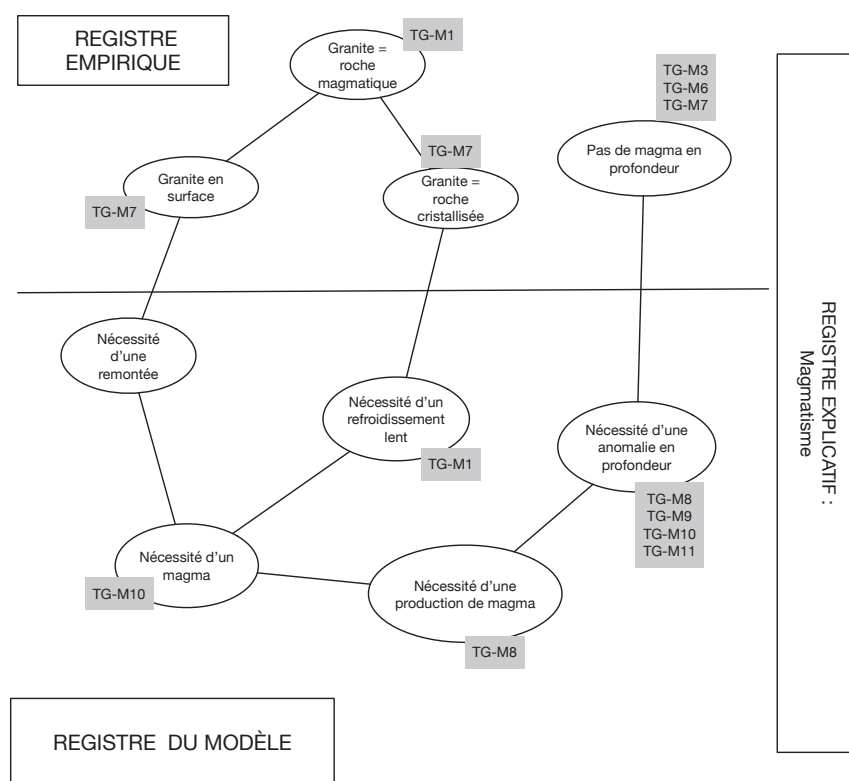 REGISTRE
EMPIRIQUE
Granite =
roche
magmatique
TG-M1
TG-M3
TG-M6
TG-M7
Pas de magma en
profondeur
TG-M7
Granite =
roche
cristallisée
Granite en
surface
TG-M7
Nécessité
d'une
remontée
Nécessité d'un
refroidissement
lent
TG-M1
Nécessité d'une
anomalie en
profondeur
TG-M8
TG-M9
TG-M10
TG-M11
Nécessité d'un
magma
TG-M10
Nécessité d'une
production de magma
TG-M8
REGISTRE DU MODÈLE
REGISTRE EXPLICATIF :
Magmatisme